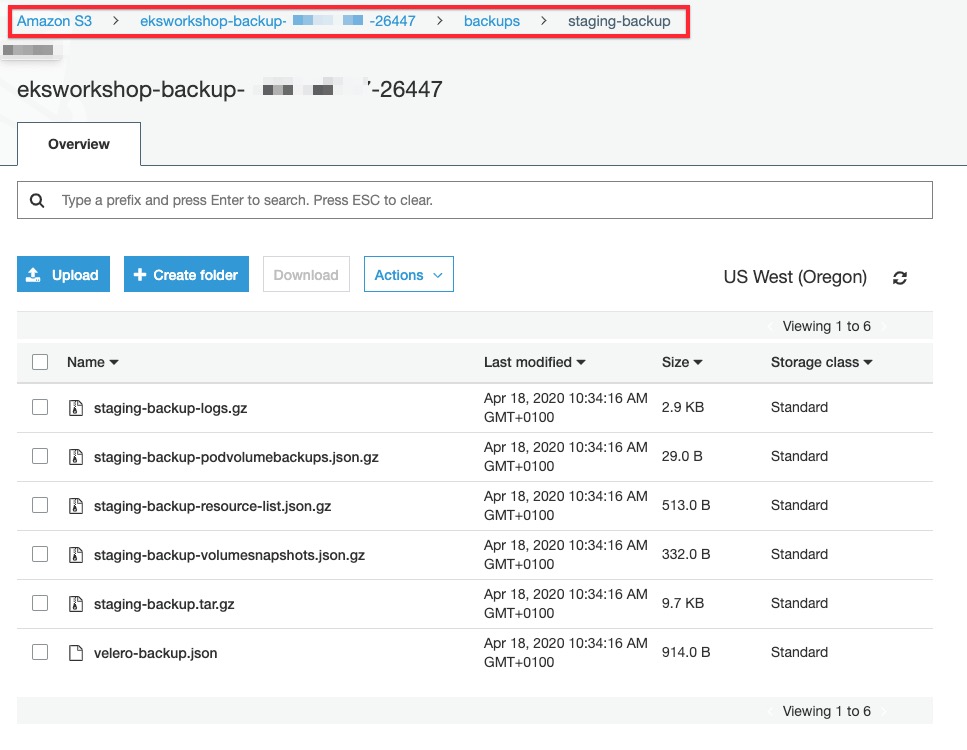 Amazon S3 > eksworkshop-backup- -26447 > backups > staging-backup
eksworkshop-backup- -26447
Overview
Type a prefix and press Enter to search. Press ESC to clear.
Upload + Create folder Download Actions US West (Oregon)
Viewing 1 to 6
Name Last modified Size Storage class
staging-backup-logs.gz Apr 18, 2020 10:34:16 AM 2.9 KB Standard
GMT+0100
staging-backup-podvolumebackups.json.gz Apr 18, 2020 10:34:16 AM 29.0 B Standard
GMT+0100
staging-backup-resource-list.json.gz Apr 18, 2020 10:34:16 AM 513.0 B Standard
GMT+0100
staging-backup-volumesnapshots.json.gz Apr 18, 2020 10:34:16 AM 332.0 B Standard
GMT+0100
staging-backup.tar.gz Apr 18, 2020 10:34:16 AM 9.7 KB Standard
GMT+0100
velero-backup.json Apr 18, 2020 10:34:16 AM 914.0 B Standard
GMT+0100
Viewing 1 to 6